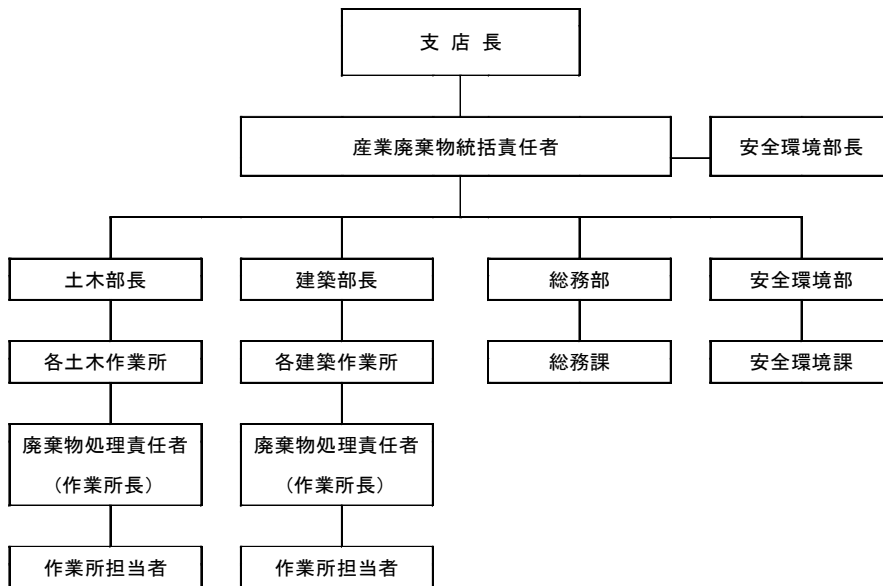 支 店 長
産業廃棄物統括責任者
安全環境部長
土木部長
建築部長
総務部
安全環境部
各土木作業所
各建築作業所
総務課
安全環境課
廃棄物処理責任者
(作業所長)
廃棄物処理責任者
(作業所長)
作業所担当者
作業所担当者